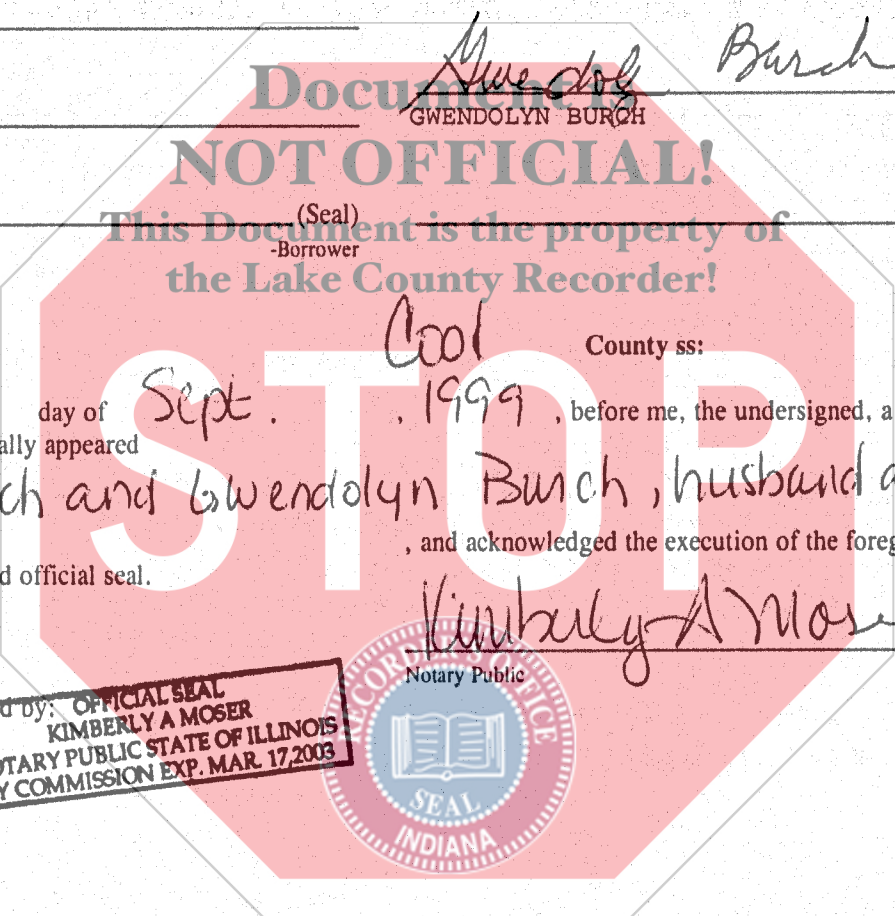 Gwendolyn Burch
Document is
GWENDOLYN BURCH
NOT OFFICIAL!
(Seal)
This Document is the property of
-Borrower
the Lake County Recorder!
STOP
County ss:
day of Sept. , 1999 , before me, the undersigned, a
ally appeared
ch and Gwendolyn Burch, husband a
, and acknowledged the execution of the foreg
d official seal.
Kimberly A Mose
Notary Public
d by: OFFICIAL SEAL
KIMBERLY A MOSER
OTARY PUBLIC STATE OF ILLINOIS
Y COMMISSION EXP. MAR. 17,2003
RECORDER'S OFFICE
SEAL
INDIANA